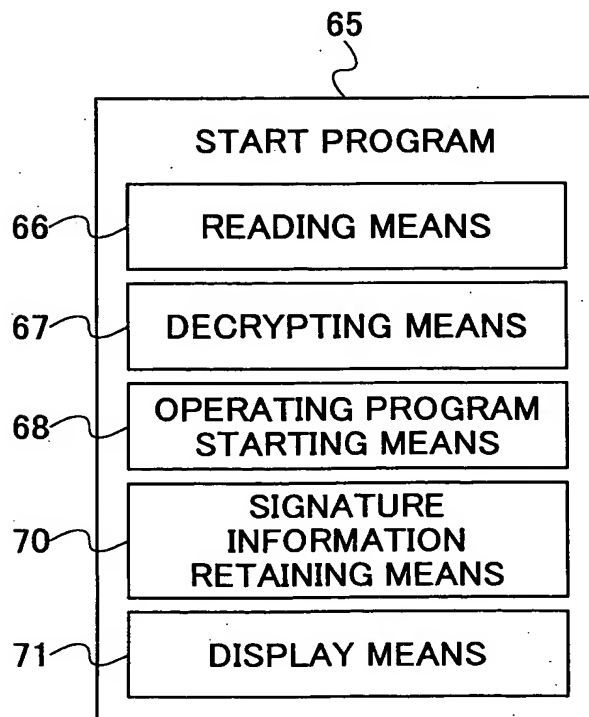 65
START PROGRAM
66 READING MEANS
67 DECRYPTING MEANS
68 OPERATING PROGRAM
STARTING MEANS
70 SIGNATURE
INFORMATION
RETAINING MEANS
71 DISPLAY MEANS